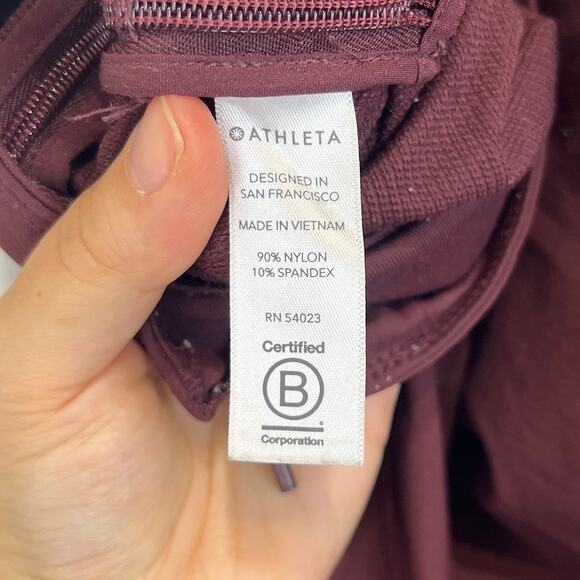 ATHLETA
DESIGNED IN
SAN FRANCISCO
MADE IN VIETNAM
90% NYLON
10% SPANDEX
RN 54023
Certified
B
Corporation